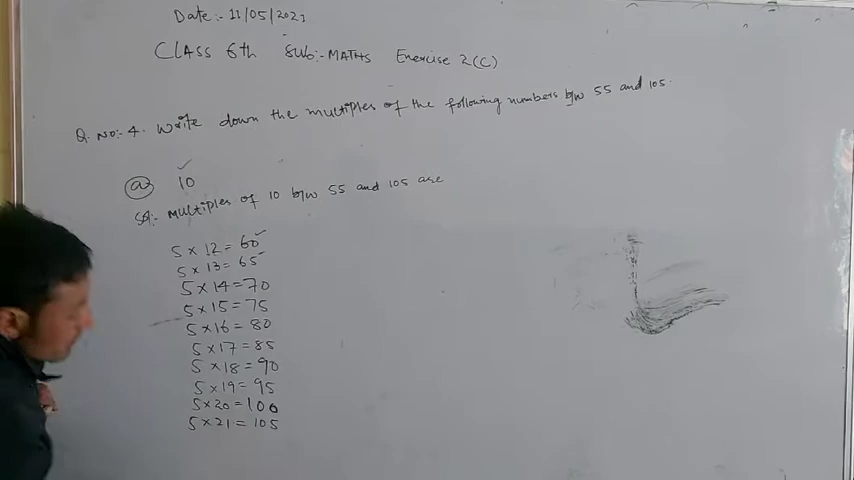 Date:- 11/05/2021
CLASS 6th Sub:- MATHS Exercise 2(C)
Q. No:- 4. Write down the multiples of the following numbers b/w 55 and 105.
(a) 10
Sol:- Multiples of 10 b/w 55 and 105 are
5 × 12 = 60
5 × 13 = 65
5 × 14 = 70
5 × 15 = 75
5 × 16 = 80
5 × 17 = 85
5 × 18 = 90
5 × 19 = 95
5 × 20 = 100
5 × 21 = 105